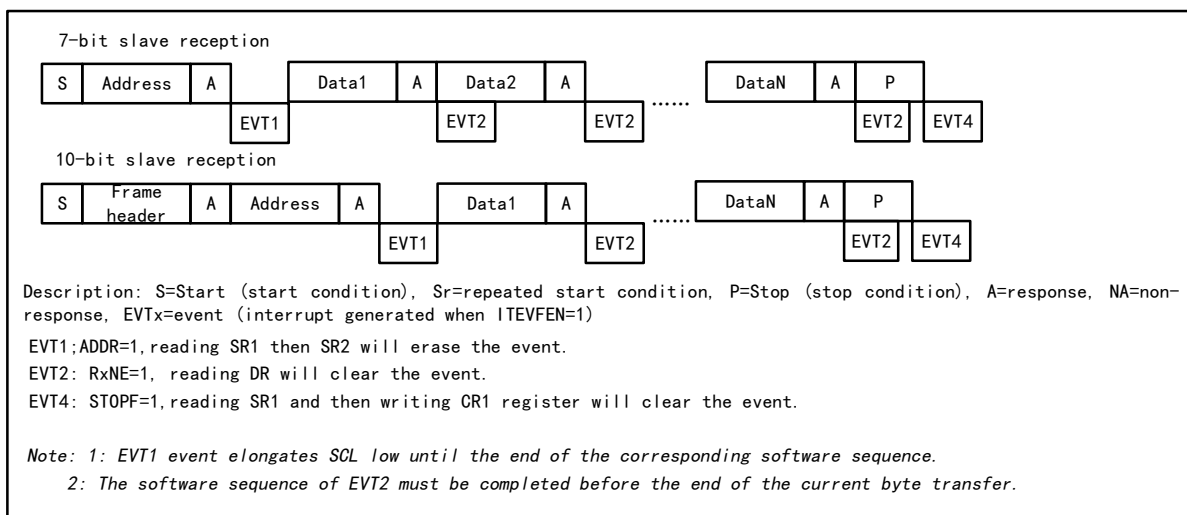 7-bit slave reception
S Address A Data1 A Data2 A ...... DataN A P
EVT1 EVT2 EVT2 EVT2 EVT4
10-bit slave reception
S Frame header A Address A Data1 A ...... DataN A P
EVT1 EVT2 EVT2 EVT4
Description: S=Start (start condition), Sr=repeated start condition, P=Stop (stop condition), A=response, NA=non-
response, EVTx=event (interrupt generated when ITEVFEN=1)
EVT1;ADDR=1,reading SR1 then SR2 will erase the event.
EVT2: RxNE=1, reading DR will clear the event.
EVT4: STOPF=1,reading SR1 and then writing CR1 register will clear the event.
Note: 1: EVT1 event elongates SCL low until the end of the corresponding software sequence.
2: The software sequence of EVT2 must be completed before the end of the current byte transfer.